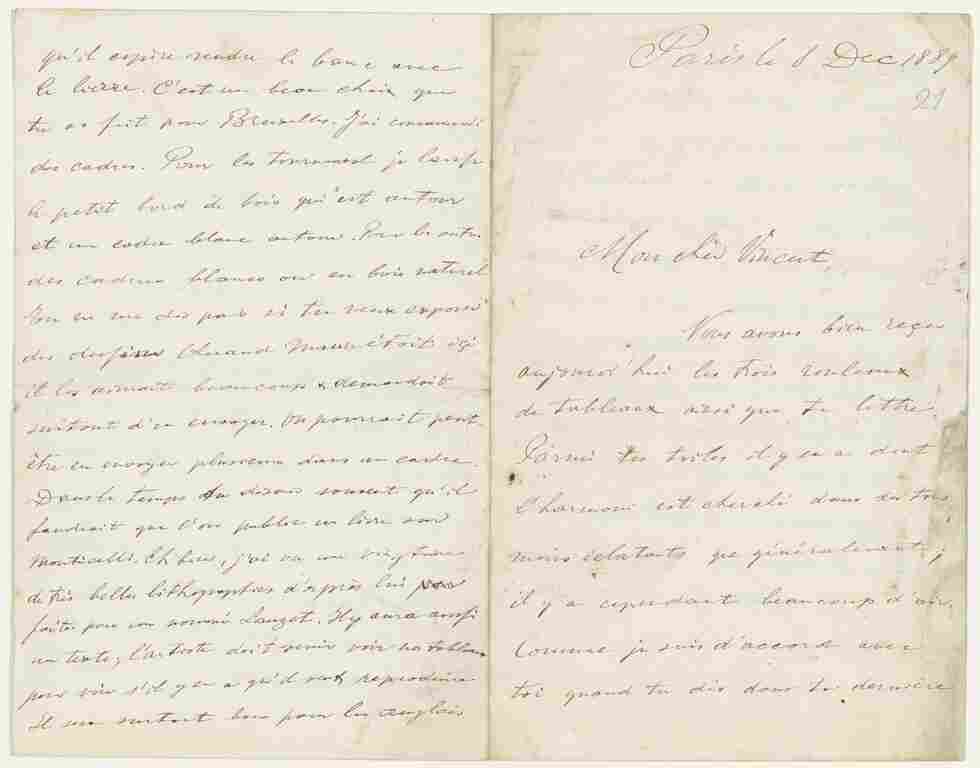 Paris le 8 Dec 1889
21
Mon cher Vincent,
Nous avons bien reçu
aujourd'hui les trois rouleaux
de tableaux ainsi que ta lettre.
Parmi tes toiles il y en a dont
l'harmonie est cherché dans des tons
moins éclatants que généralement,
il y a cependant beaucoup d'air.
Comme je suis d'accord avec
toi quand tu dis dans ta dernière
qu'il espère vendre le banc avec
le lierre. C'est un beau choix que
tu as fait pour Bruxelles. J'ai commandé
des cadres. Pour les tournesol je laisse
le petit bord de bois qui est autour
et un cadre blanc autour. Pour les autres
des cadres blancs ou en bois naturel
Tu ne me dis pas si tu veux exposer
des dessins Quand Maus était ici
il les aimait beaucoup & demandait
surtout d'en envoyer. On pourrait peut-
être en envoyer plusieurs dans un cadre.
Dans le temps tu disais souvent qu'il
faudrait que l'on publie un livre sur
Monticelli. Eh bien, j'ai vu une vingtaine
de très belles lithographies d'après lui
faites par un nommé Lauzet. Il y aura aussi
un texte, l'artiste doit venir voir nos tableaux
pour voir s'il y en a qu'il veut reproduire
Il sera surtout bon pour les anglais